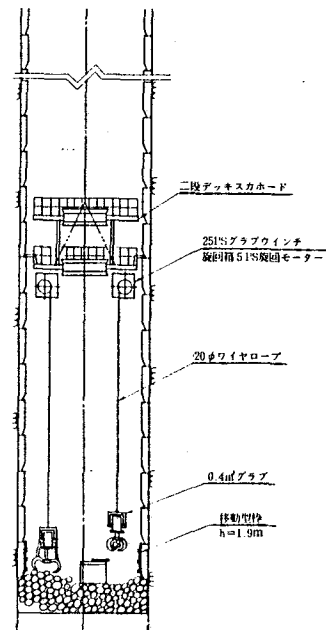 二段デッキスカホード
25PSグラブウインチ
旋回箱5PS旋回モーター
20φワイヤロープ
0.4㎥グラブ
移動型枠
h=1.9m